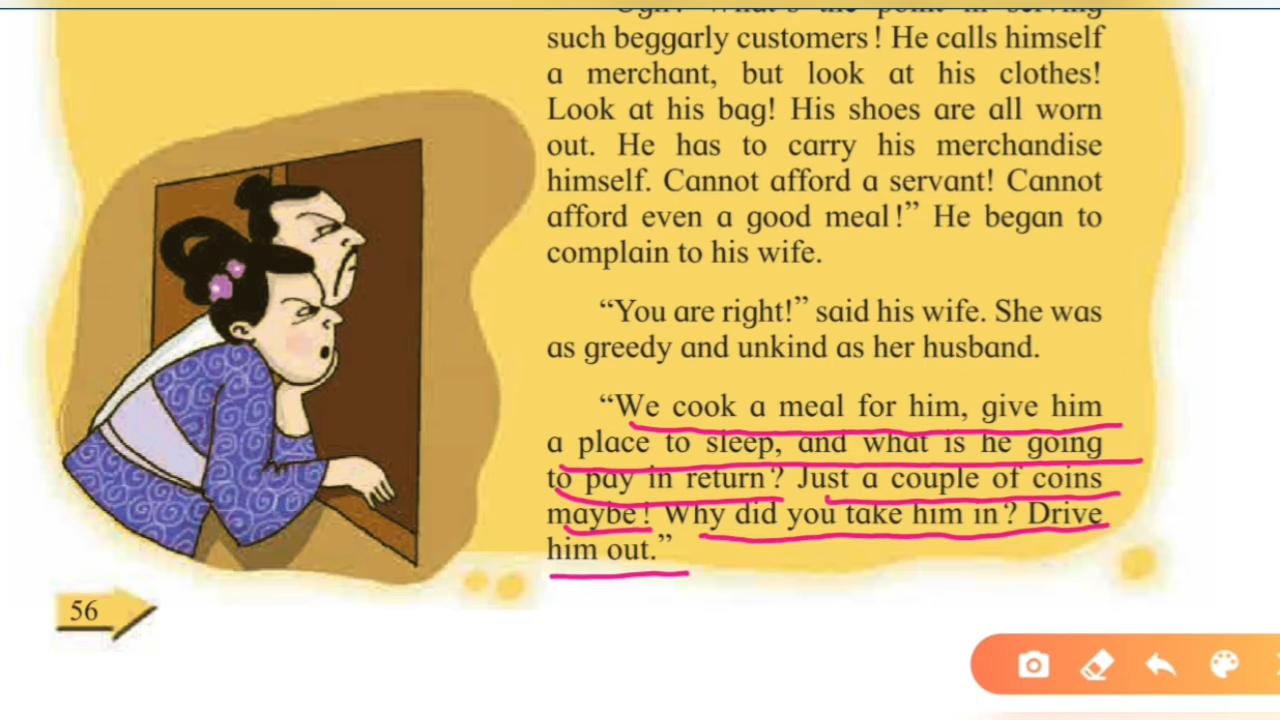 such beggarly customers! He calls himself
a merchant, but look at his clothes!
Look at his bag! His shoes are all worn
out. He has to carry his merchandise
himself. Cannot afford a servant! Cannot
afford even a good meal!” He began to
complain to his wife.
“You are right!” said his wife. She was
as greedy and unkind as her husband.
“We cook a meal for him, give him
a place to sleep, and what is he going
to pay in return? Just a couple of coins
maybe! Why did you take him in? Drive
him out.”
56